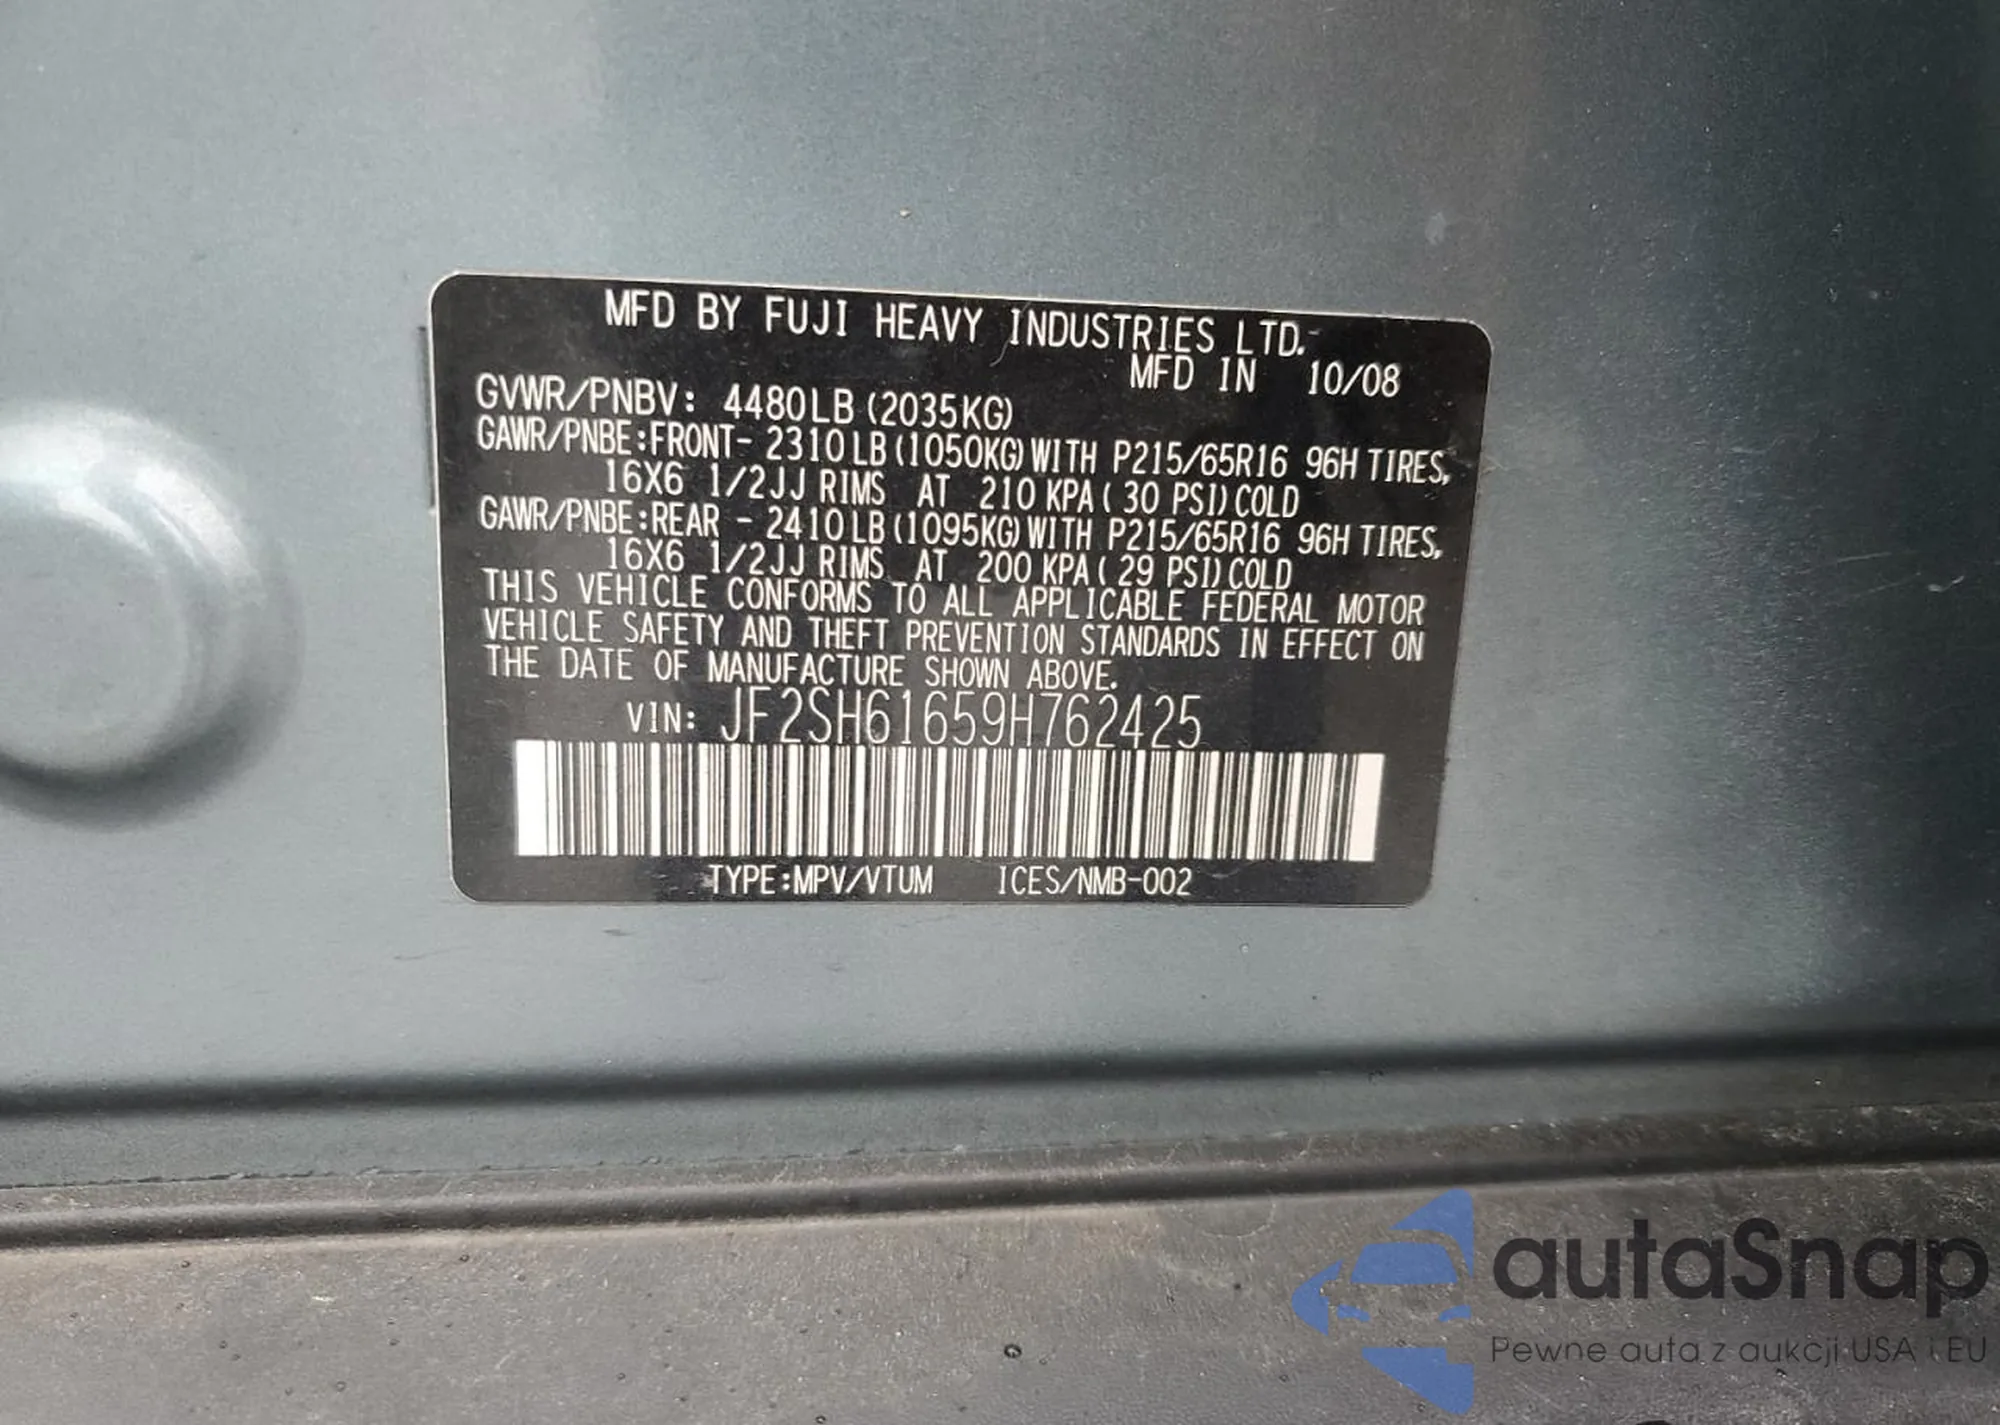 MFD BY FUJI HEAVY INDUSTRIES LTD.
MFD IN 10/08
GVWR/PNBV: 4480LB (2035KG)
GAWR/PNBE:FRONT- 2310LB (1050KG) WITH P215/65R16 96H TIRES,
16X6 1/2JJ RIMS AT 210 KPA ( 30 PSI) COLD
GAWR/PNBE:REAR - 2410LB (1095KG) WITH P215/65R16 96H TIRES,
16X6 1/2JJ RIMS AT 200 KPA ( 29 PSI) COLD
THIS VEHICLE CONFORMS TO ALL APPLICABLE FEDERAL MOTOR
VEHICLE SAFETY AND THEFT PREVENTION STANDARDS IN EFFECT ON
THE DATE OF MANUFACTURE SHOWN ABOVE.
VIN: JF2SH61659H762425
TYPE:MPV/VTUM ICES/NMB-002
autaSnap
Pewne auta z aukcji USA i EU